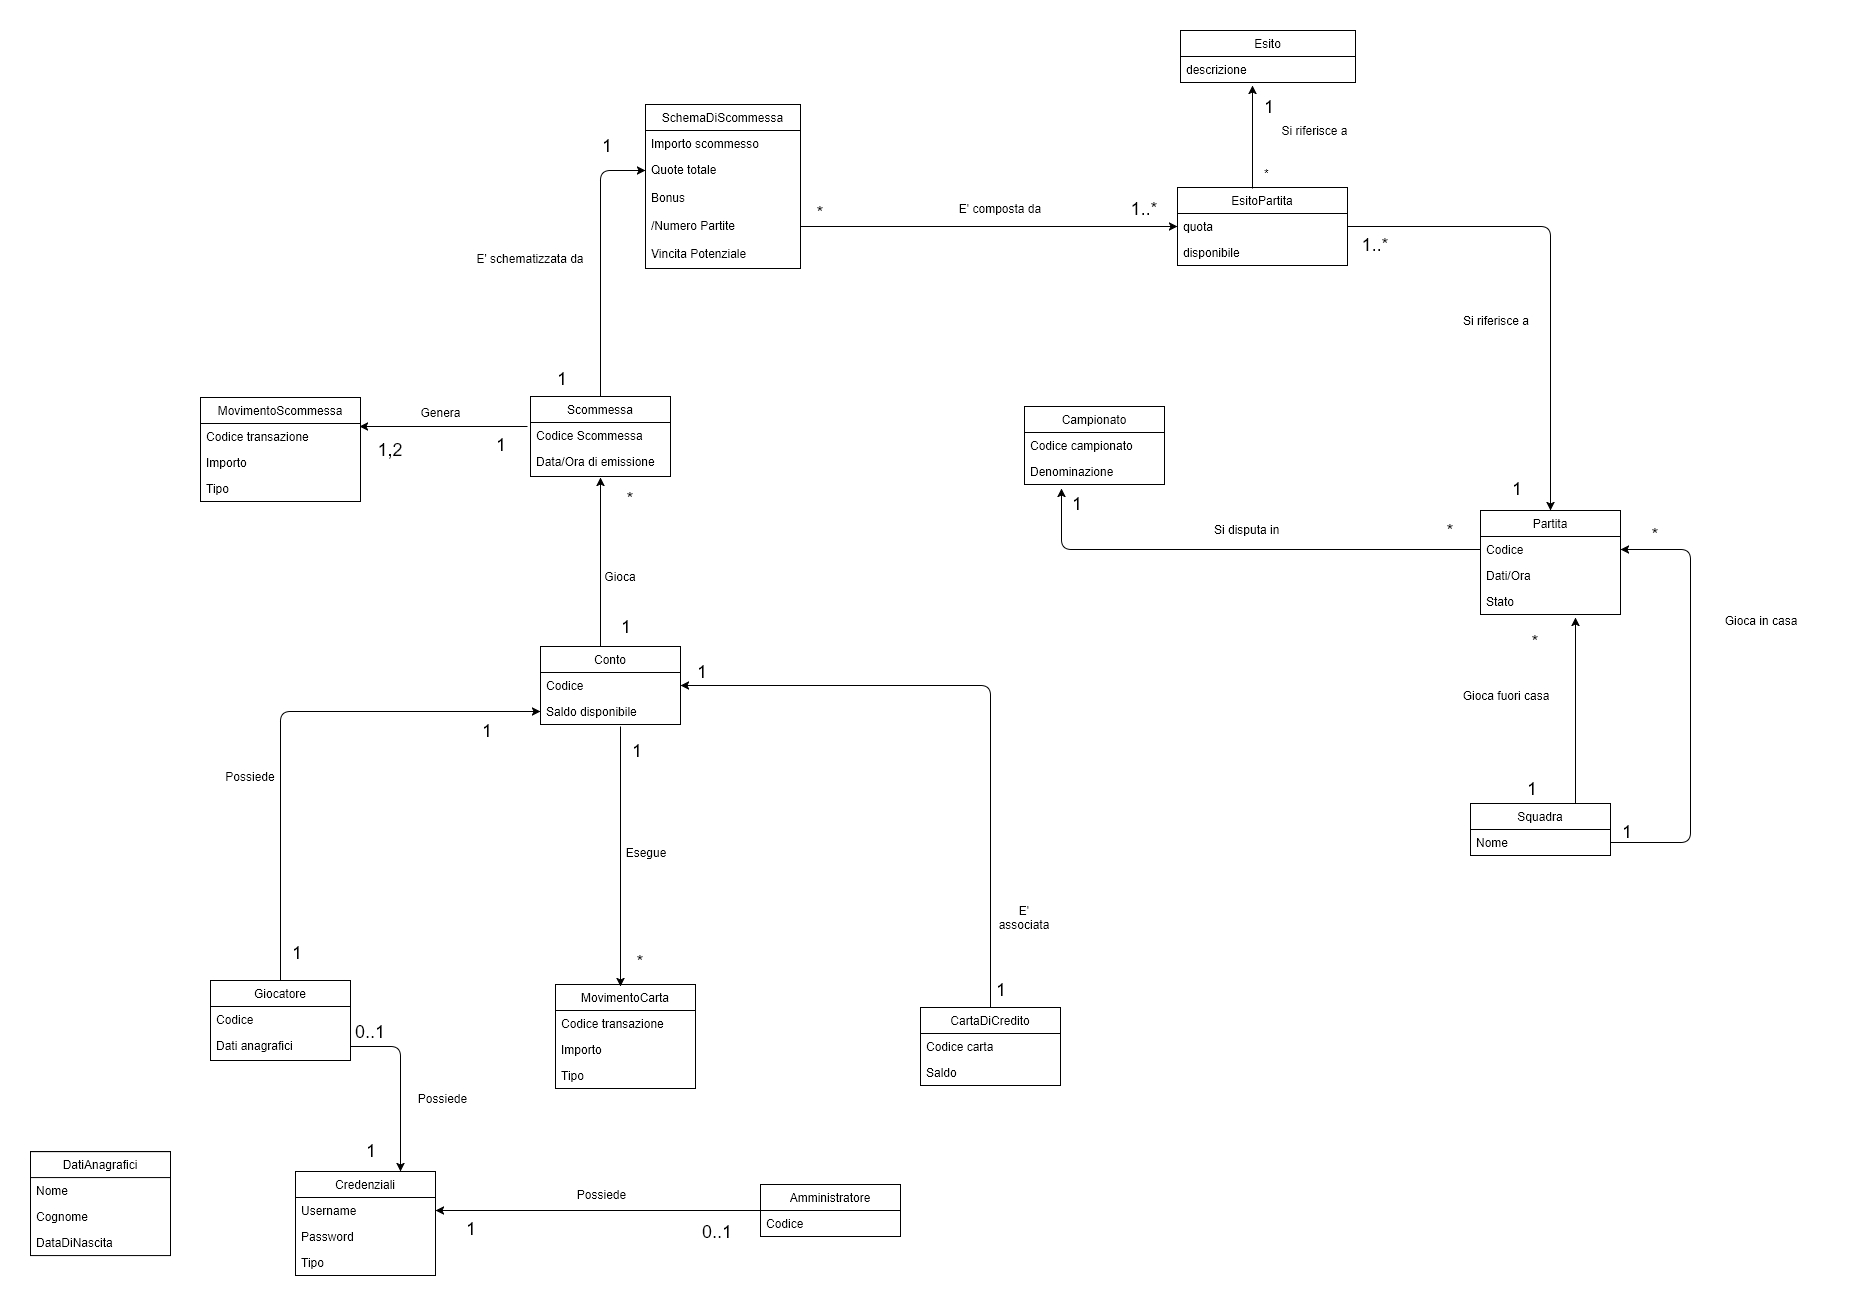 Esito
descrizione
1
Si riferisce a
*
SchemaDiScommessa
Importo scommesso
Quote totale
Bonus
/Numero Partite
Vincita Potenziale
1
E' schematizzata da
1
*
E' composta da
1..*
EsitoPartita
quota
disponibile
1..*
Si riferisce a
1
MovimentoScommessa
Codice transazione
Importo
Tipo
Genera
1,2
1
Scommessa
Codice Scommessa
Data/Ora di emissione
*
Gioca
1
Campionato
Codice campionato
Denominazione
1
Si disputa in
*
Partita
Codice
Dati/Ora
Stato
*
Gioca in casa
*
Gioca fuori casa
1
Squadra
Nome
1
Conto
Codice
Saldo disponibile
1
1
1
Possiede
1
Esegue
*
E'
associata
1
Giocatore
Codice
Dati anagrafici
0..1
Possiede
1
MovimentoCarta
Codice transazione
Importo
Tipo
CartaDiCredito
Codice carta
Saldo
DatiAnagrafici
Nome
Cognome
DataDiNascita
Credenziali
Username
Password
Tipo
Possiede
1
0..1
Amministratore
Codice